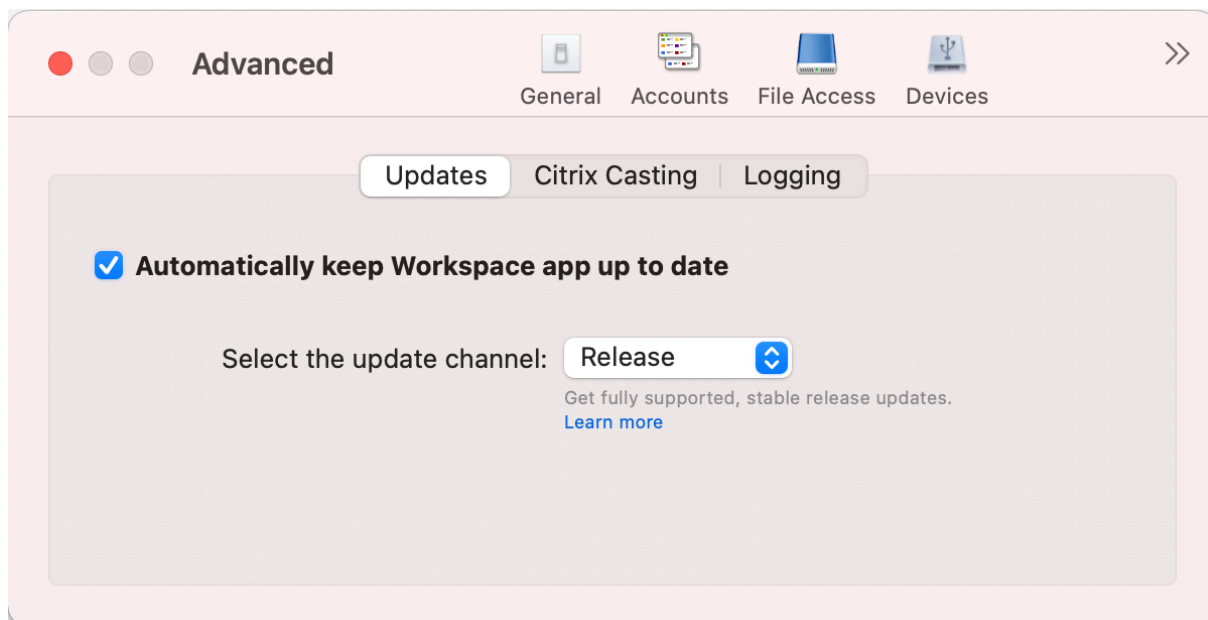 Advanced
General Accounts File Access Devices
Updates Citrix Casting Logging
Automatically keep Workspace app up to date
Select the update channel: Release
Get fully supported, stable release updates.
Learn more